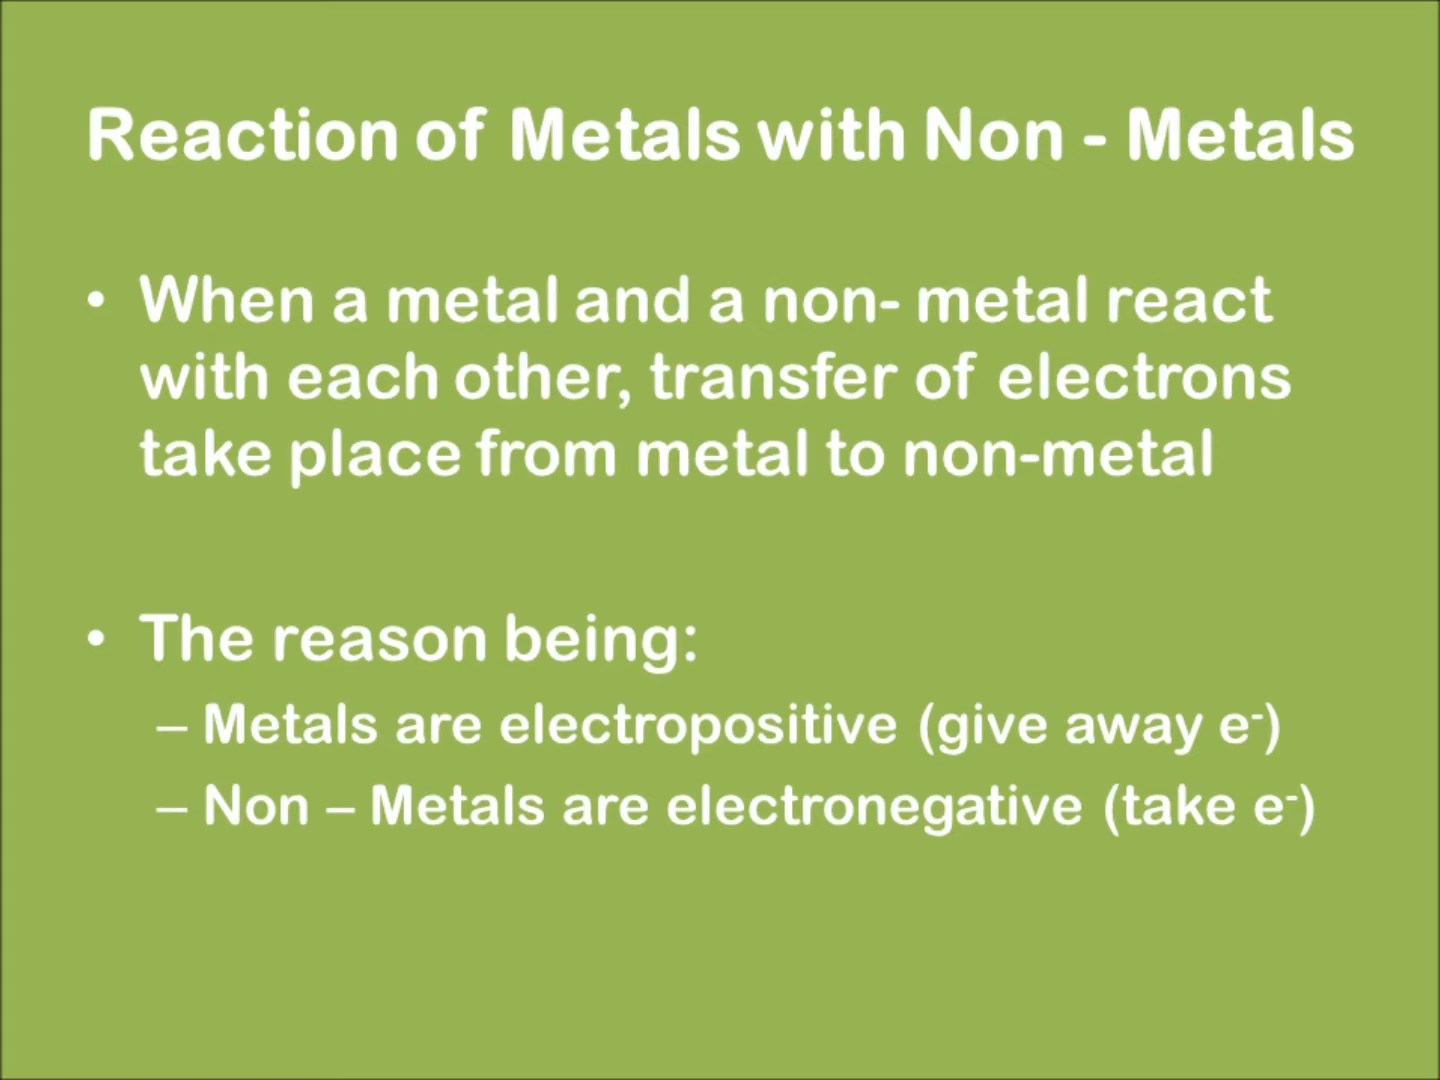 Reaction of Metals with Non - Metals
• When a metal and a non- metal react
with each other, transfer of electrons
take place from metal to non-metal
• The reason being:
– Metals are electropositive (give away e⁻)
– Non – Metals are electronegative (take e⁻)